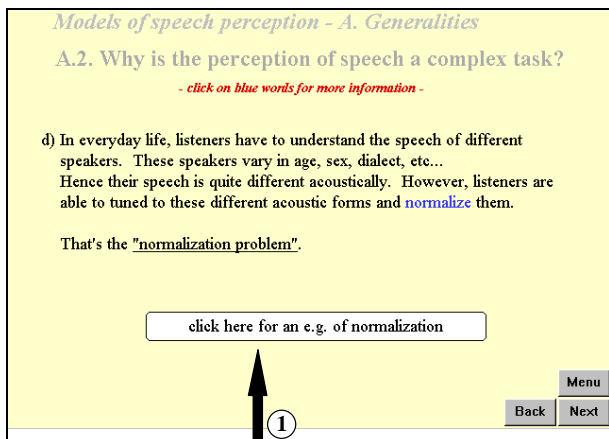 Models of speech perception - A. Generalities
A.2. Why is the perception of speech a complex task?
- click on blue words for more information -
d) In everyday life, listeners have to understand the speech of different
speakers. These speakers vary in age, sex, dialect, etc...
Hence their speech is quite different acoustically. However, listeners are
able to tuned to these different acoustic forms and normalize them.
That's the "normalization problem".
click here for an e.g. of normalization
Menu
Back Next
1